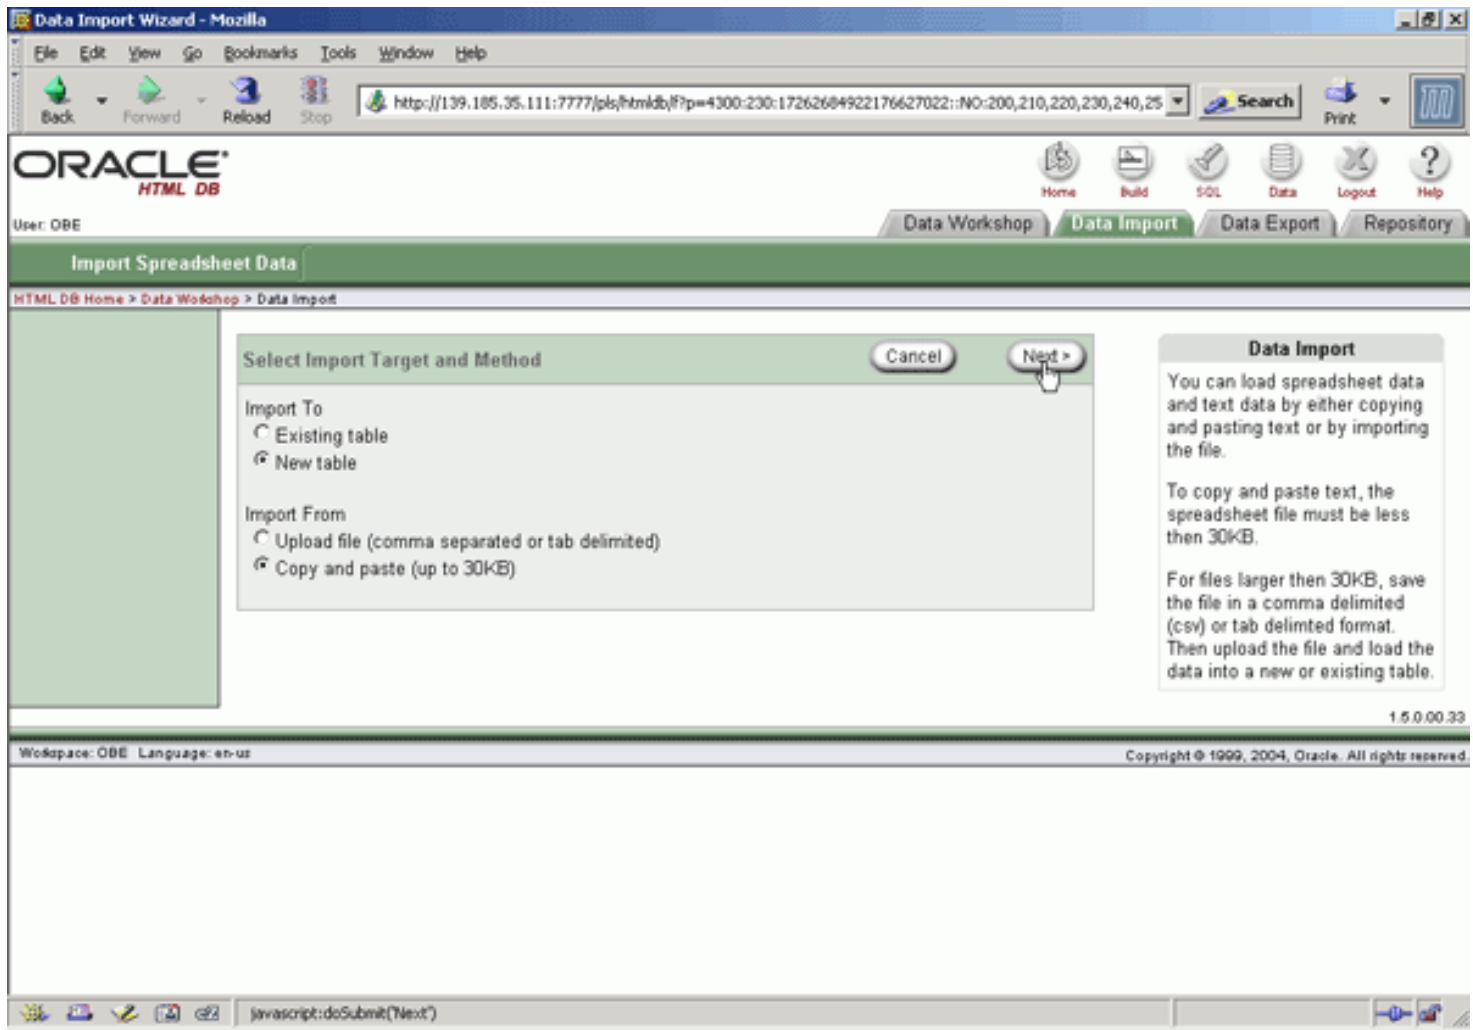 Data Import Wizard - Mozilla
File Edit View Go Bookmarks Tools Window Help
Back Forward Reload Stop http://139.185.35.111:7777/pls/htmldb/f?p=4300:230:17262684922176627022::NO:200,210,220,230,240,25 Search Print
ORACLE
HTML DB
Home Build SQL Data Logout Help
User: OBE
Data Workshop Data Import Data Export Repository
Import Spreadsheet Data
HTML DB Home > Data Workshop > Data Import
Select Import Target and Method Cancel Next >
Import To
Existing table
New table
Import From
Upload file (comma separated or tab delimited)
Copy and paste (up to 30KB)
Data Import
You can load spreadsheet data
and text data by either copying
and pasting text or by importing
the file.
To copy and paste text, the
spreadsheet file must be less
then 30KB.
For files larger then 30KB, save
the file in a comma delimited
(csv) or tab delimted format.
Then upload the file and load the
data into a new or existing table.
1.5.0.00.33
Workspace: OBE Language: en-us
Copyright © 1999, 2004, Oracle. All rights reserved.
javascript:doSubmit('Next')